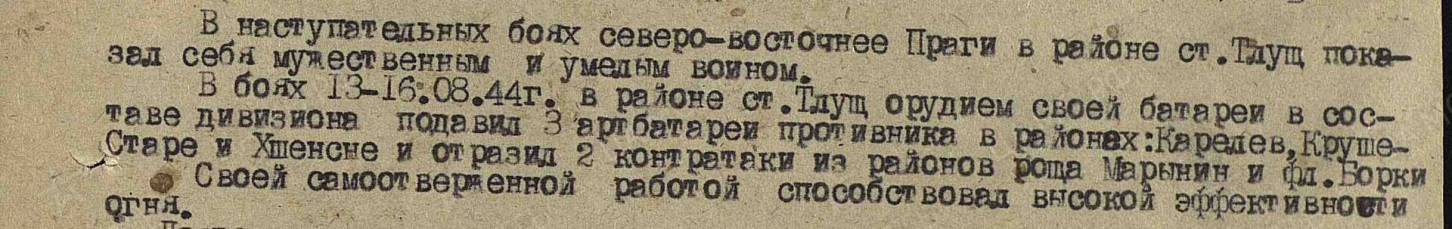 В наступательных боях северо-восточнее Праги в районе ст.Тлущ пока-
зал себя мужественным и умелым воином.
В боях 13-16.08.44г. в районе ст.Тлущ орудием своей батареи в сос-
таве дивизиона подавил 3 артбатареи противника в районах:Карелев,Круше-
Старе и Хшенсне и отразил 2 контратаки из районов роща Марынин и фл.Борки
Своей самоотверженной работой способствовал высокой эффективности
огня.